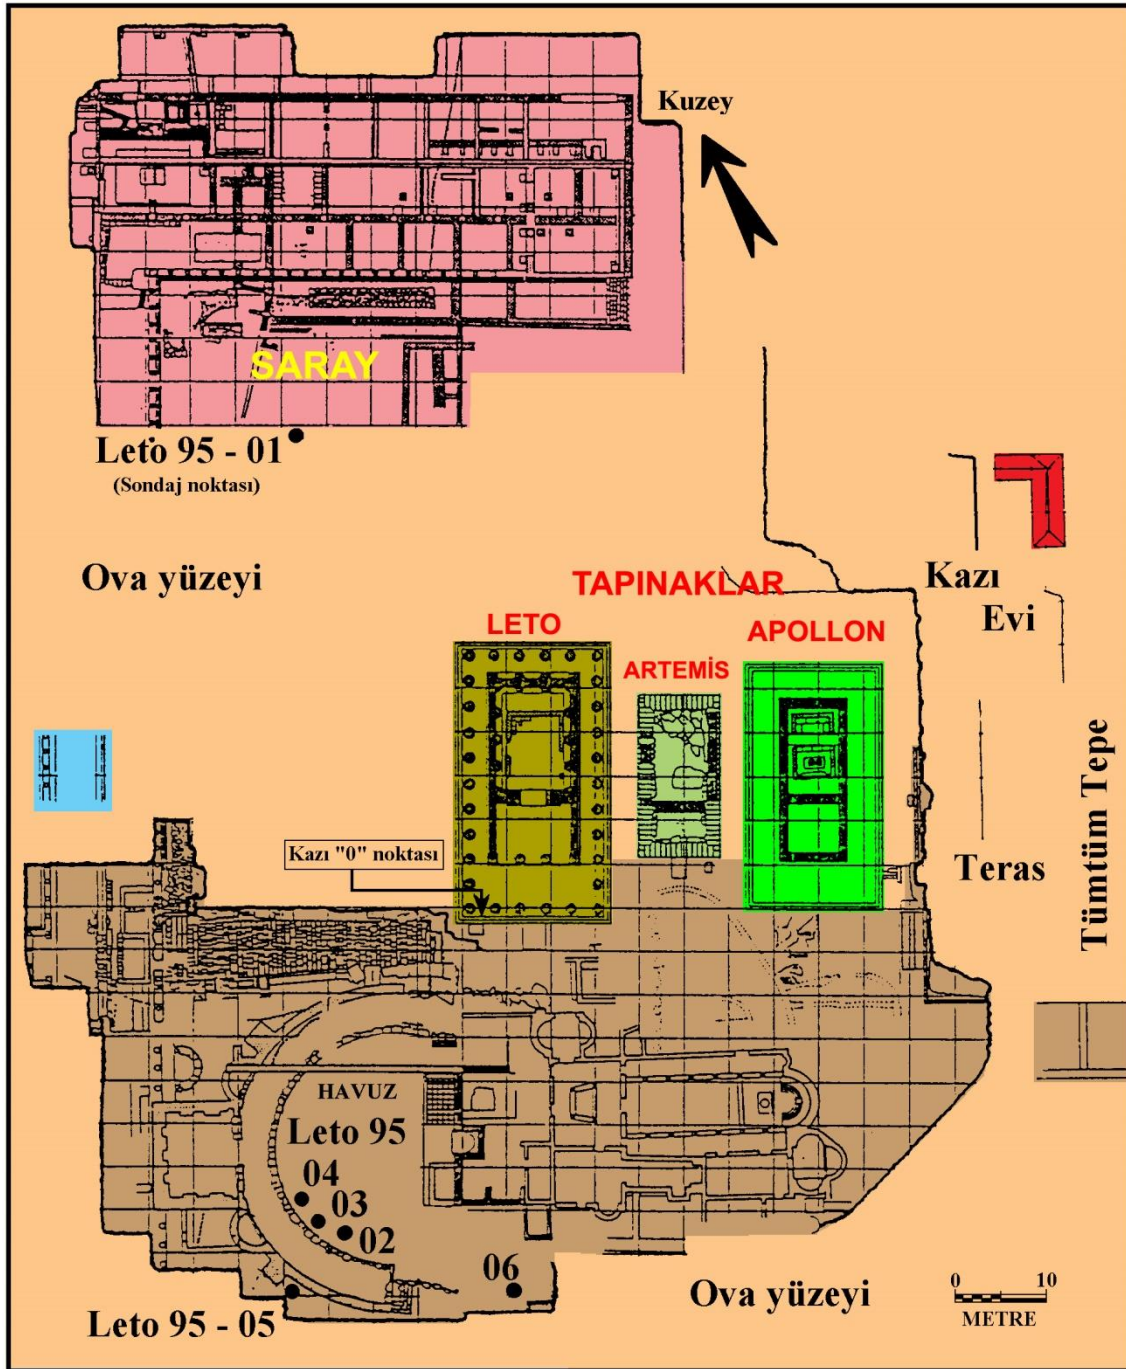 Kuzey
SARAY
Leto 95 - 01
(Sondaj noktası)
Ova yüzeyi
TAPINAKLAR
Kazı
Evi
LETO
ARTEMİS
APOLLON
Tümtüm Tepe
Kazı "0" noktası
Teras
HAVUZ
Leto 95
04
03
02
06
Leto 95 - 05
Ova yüzeyi
0 10
METRE